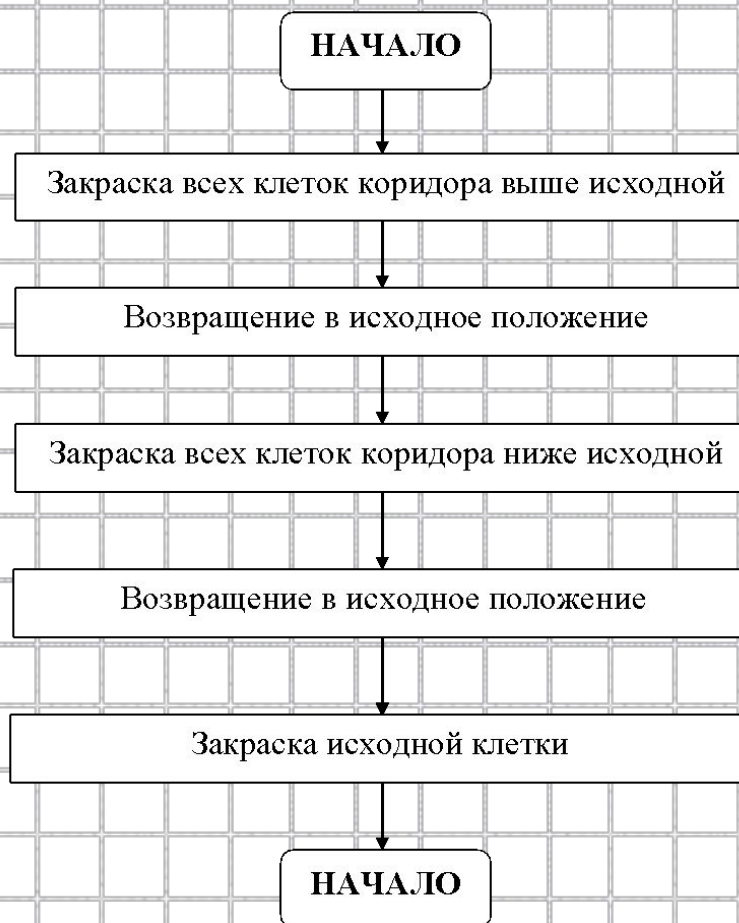 НАЧАЛО
Закраска всех клеток коридора выше исходной
Возвращение в исходное положение
Закраска всех клеток коридора ниже исходной
Возвращение в исходное положение
Закраска исходной клетки
НАЧАЛО